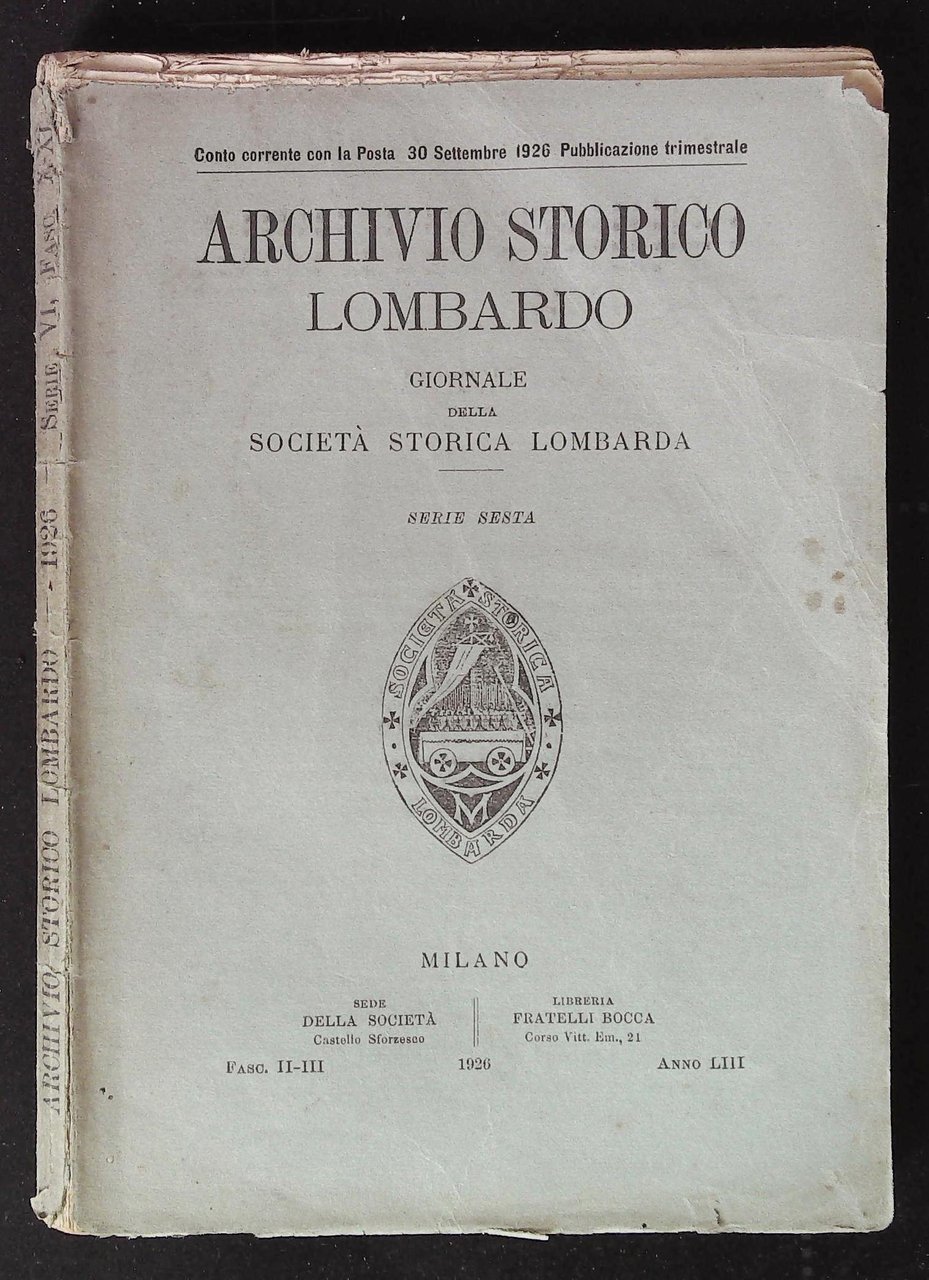 Conto corrente con la Posta 30 Settembre 1926 Pubblicazione trimestrale
ARCHIVIO STORICO
LOMBARDO
GIORNALE
DELLA
SOCIETÀ STORICA LOMBARDA
SERIE SESTA
SOCIETÀ STORICA
LOMBARDA
M
MILANO
SEDE
DELLA SOCIETÀ
Castello Sforzesco
LIBRERIA
FRATELLI BOCCA
Corso Vitt. Em., 21
FASC. II-III 1926 ANNO LIII
ARCHIVIO STORICO LOMBARDO - 1926 - SERIE VI, FASC. X-XI